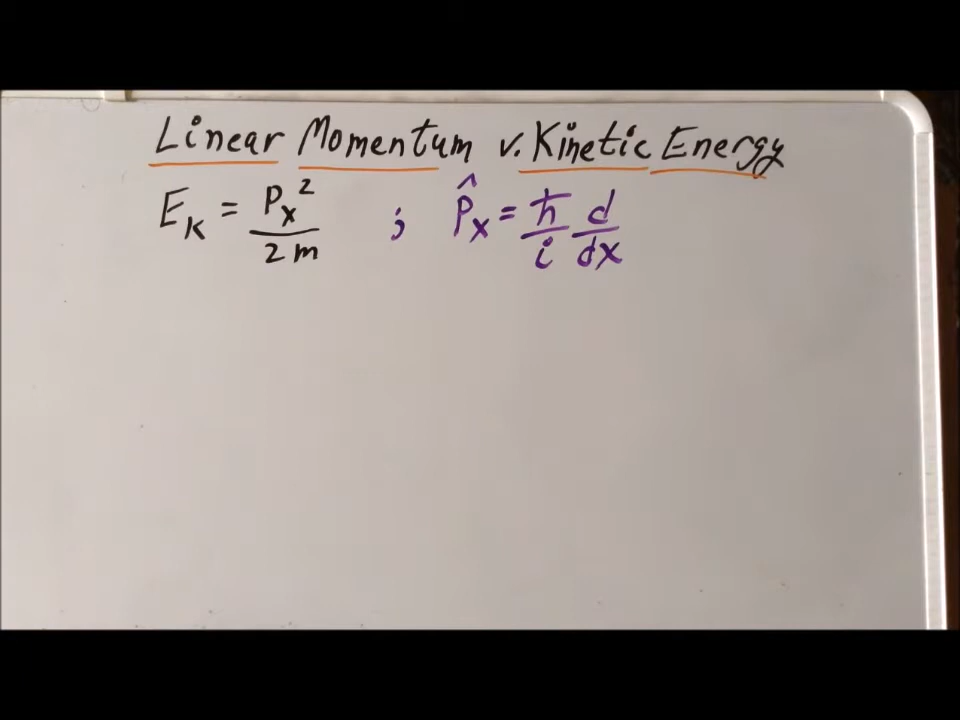 Linear Momentum v. Kinetic Energy
E_K = P_x^2 / 2m ; P̂_x = ħ/i d/dx